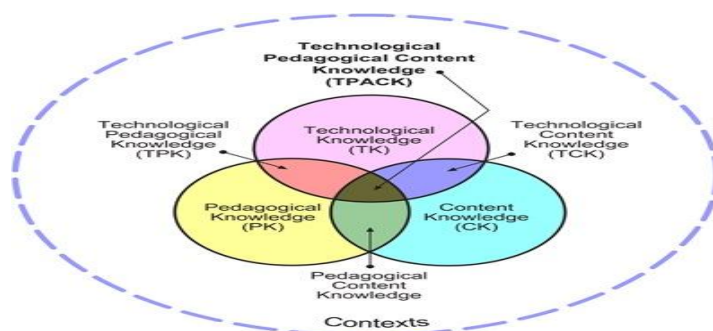 Technological
Pedagogical Content
Knowledge
(TPACK)
Technological
Pedagogical
Knowledge
(TPK)
Technological
Knowledge
(TK)
Technological
Content
Knowledge
(TCK)
Pedagogical
Knowledge
(PK)
Content
Knowledge
(CK)
Pedagogical
Content
Knowledge
Contexts